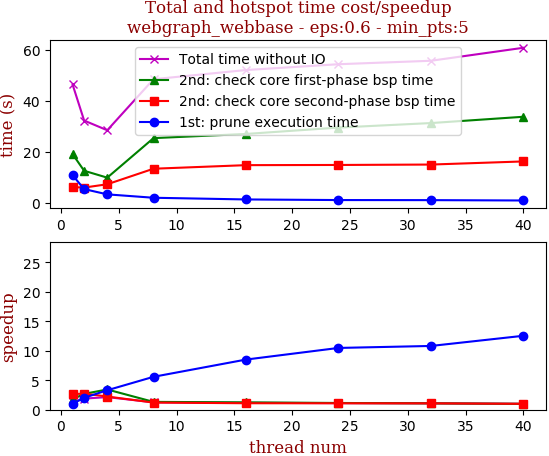 Total and hotspot time cost/speedup
webgraph_webbase - eps:0.6 - min_pts:5
time (s)
60
40
20
0
Total time without IO
2nd: check core first-phase bsp time
2nd: check core second-phase bsp time
1st: prune execution time
0 5 10 15 20 25 30 35 40
speedup
25
20
15
10
5
0
0 5 10 15 20 25 30 35 40
thread num